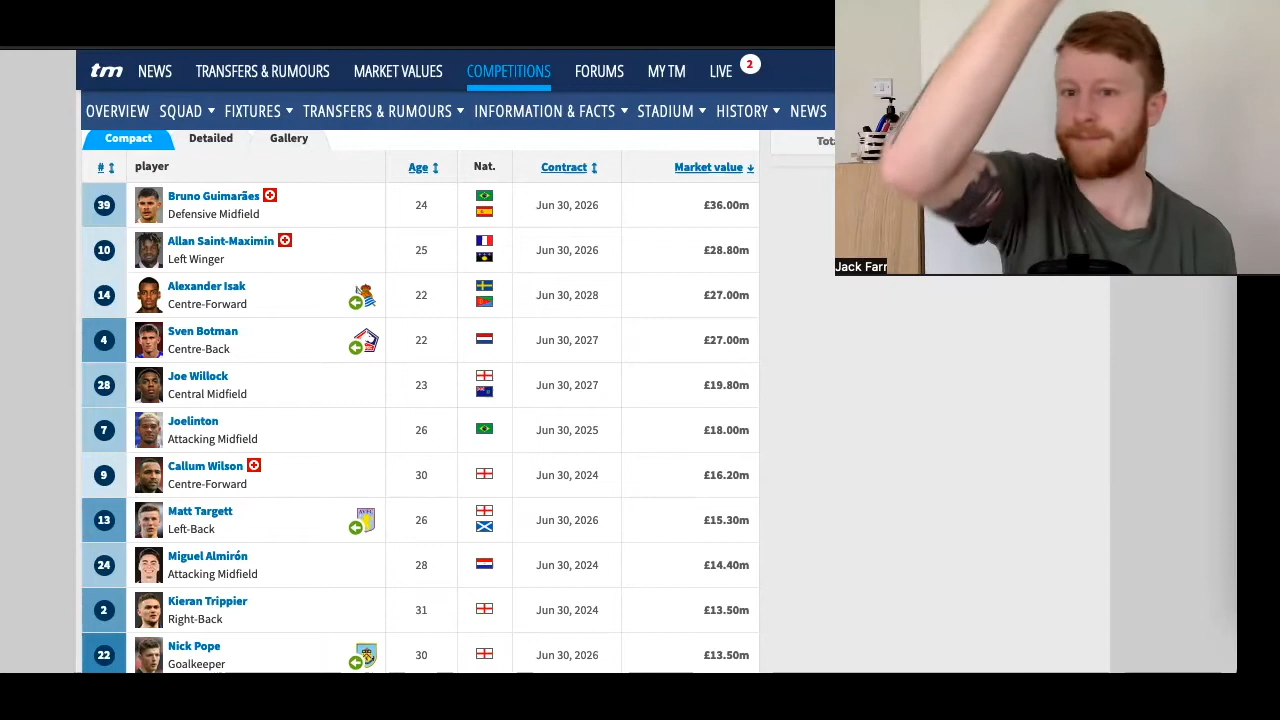 tm NEWS TRANSFERS & RUMOURS MARKET VALUES COMPETITIONS FORUMS MY TM LIVE 2
OVERVIEW SQUAD FIXTURES TRANSFERS & RUMOURS INFORMATION & FACTS STADIUM HISTORY NEWS
Compact Detailed Gallery
# player Age Nat. Contract Market value
39 Bruno Guimarães 24 Jun 30, 2026 £36.00m
Defensive Midfield
10 Allan Saint-Maximin 25 Jun 30, 2026 £28.80m
Left Winger
14 Alexander Isak 22 Jun 30, 2028 £27.00m
Centre-Forward
4 Sven Botman 22 Jun 30, 2027 £27.00m
Centre-Back
28 Joe Willock 23 Jun 30, 2027 £19.80m
Central Midfield
7 Joelinton 26 Jun 30, 2025 £18.00m
Attacking Midfield
9 Callum Wilson 30 Jun 30, 2024 £16.20m
Centre-Forward
13 Matt Targett 26 Jun 30, 2026 £15.30m
Left-Back
24 Miguel Almirón 28 Jun 30, 2024 £14.40m
Attacking Midfield
2 Kieran Trippier 31 Jun 30, 2024 £13.50m
Right-Back
22 Nick Pope 30 Jun 30, 2026 £13.50m
Goalkeeper
Jack Farr